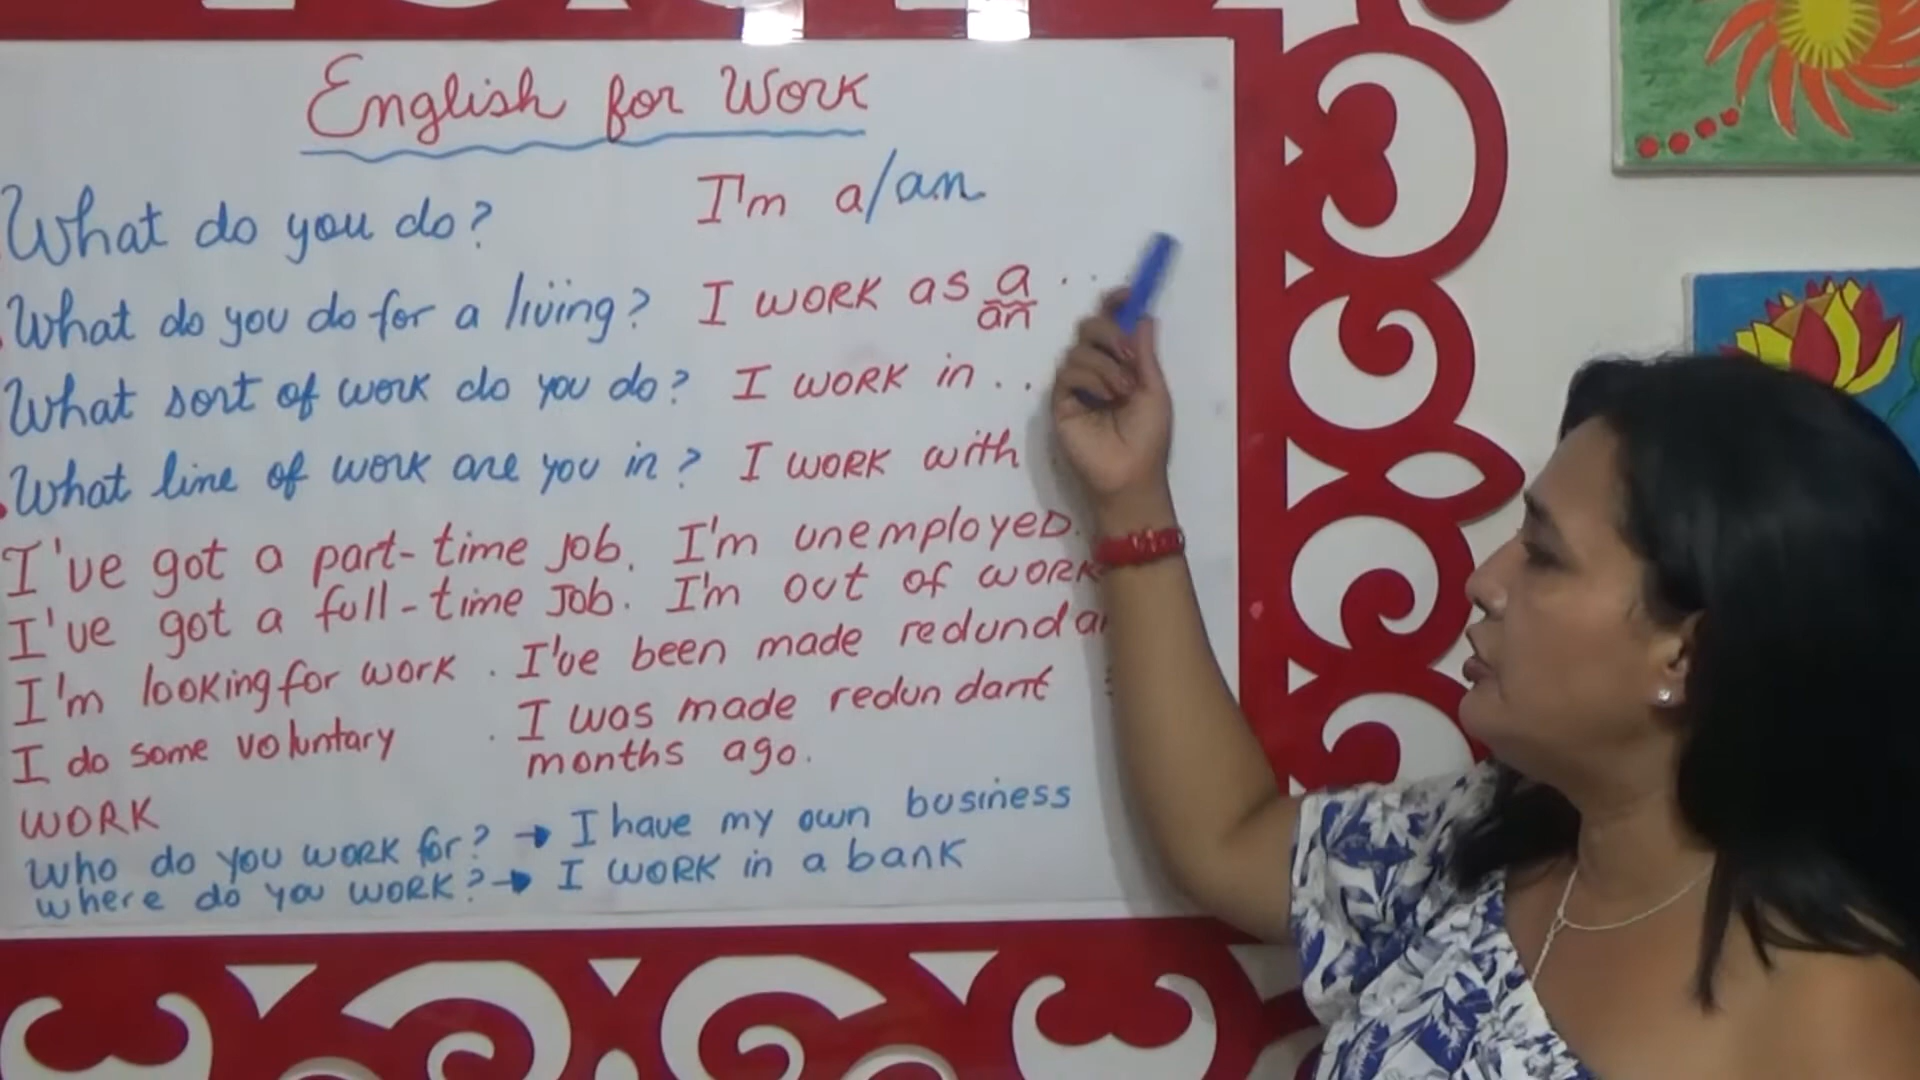 English for Work
What do you do? I'm a/an
What do you do for a living? I work as a ..
an
What sort of work do you do? I work in ..
What line of work are you in? I work with
I've got a part-time job. I'm unemployed.
I've got a full-time Job. I'm out of work
I'm looking for work . I've been made redundan
I do some voluntary . I was made redundant
WORK months ago.
Who do you work for? → I have my own business
where do you work? → I work in a bank